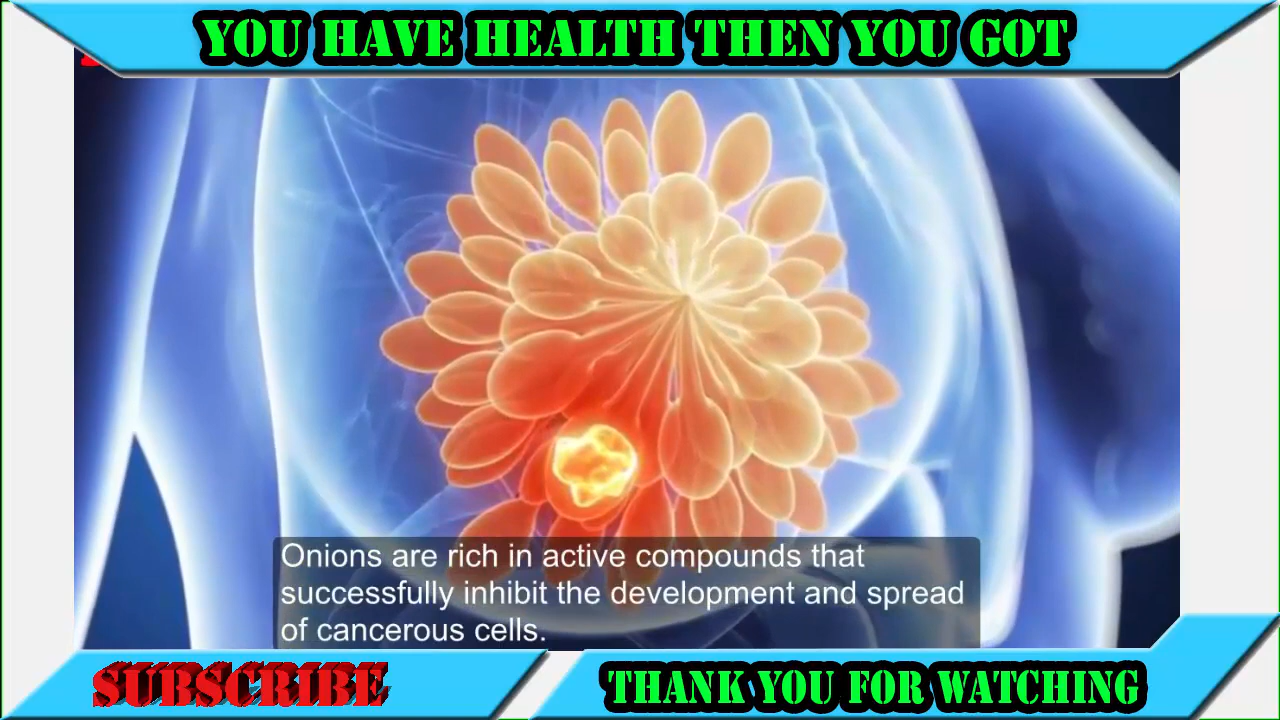 YOU HAVE HEALTH THEN YOU GOT
Onions are rich in active compounds that
successfully inhibit the development and spread
of cancerous cells.
SUBSCRIBE
THANK YOU FOR WATCHING